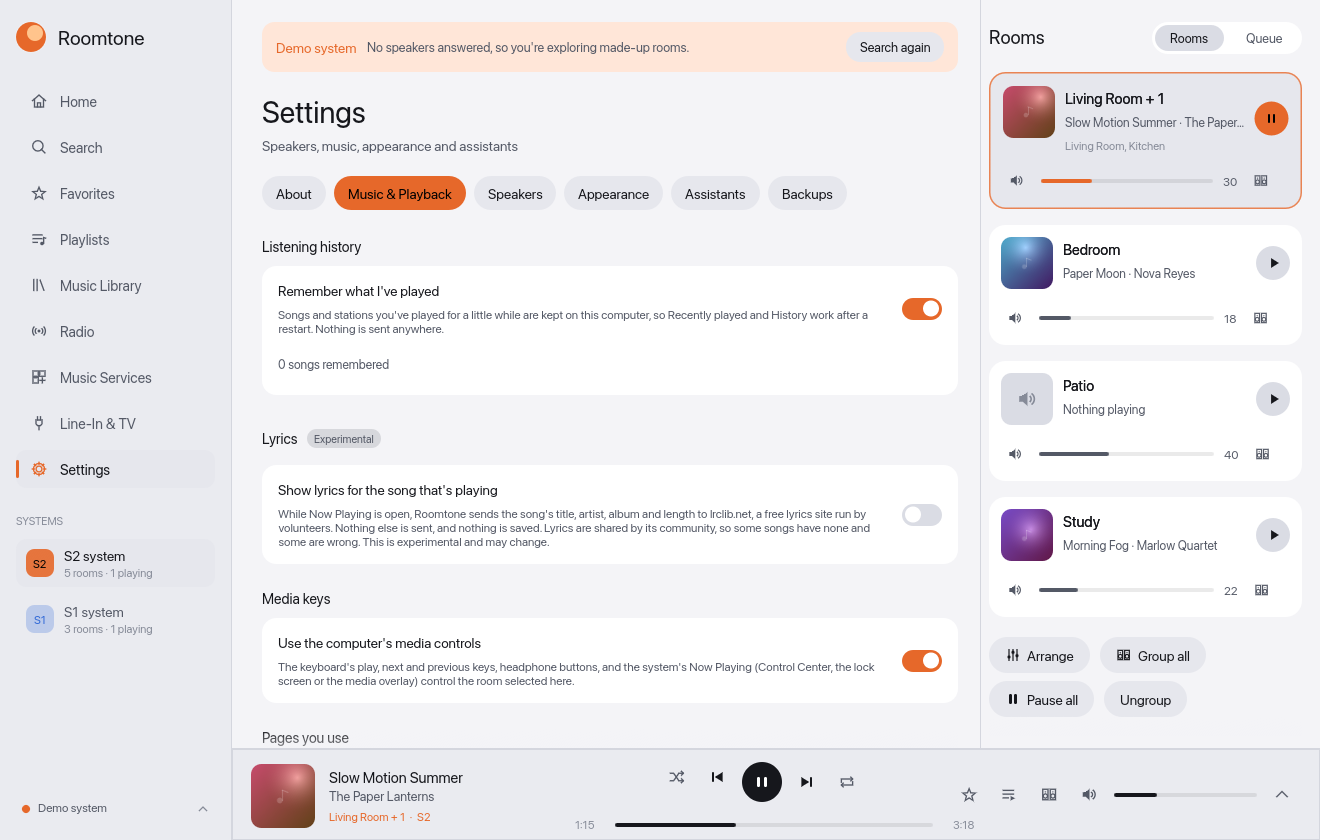 Roomtone
Home
Search
Favorites
Playlists
Music Library
Radio
Music Services
Line-In & TV
Settings
SYSTEMS
S2
S2 system
5 rooms · 1 playing
S1
S1 system
3 rooms · 1 playing
Demo system
Demo system No speakers answered, so you're exploring made-up rooms.
Search again
Settings
Speakers, music, appearance and assistants
About
Music & Playback
Speakers
Appearance
Assistants
Backups
Listening history
Remember what I've played
Songs and stations you've played for a little while are kept on this computer, so Recently played and History work after a
restart. Nothing is sent anywhere.
0 songs remembered
Lyrics
Experimental
Show lyrics for the song that's playing
While Now Playing is open, Roomtone sends the song's title, artist, album and length to lrclib.net, a free lyrics site run by
volunteers. Nothing else is sent, and nothing is saved. Lyrics are shared by its community, so some songs have none and
some are wrong. This is experimental and may change.
Media keys
Use the computer's media controls
The keyboard's play, next and previous keys, headphone buttons, and the system's Now Playing (Control Center, the lock
screen or the media overlay) control the room selected here.
Pages you use
Rooms
Rooms
Queue
Living Room + 1
Slow Motion Summer · The Paper...
Living Room, Kitchen
30
Bedroom
Paper Moon · Nova Reyes
18
Patio
Nothing playing
40
Study
Morning Fog · Marlow Quartet
22
Arrange
Group all
Pause all
Ungroup
Slow Motion Summer
The Paper Lanterns
Living Room + 1 · S2
1:15
3:18